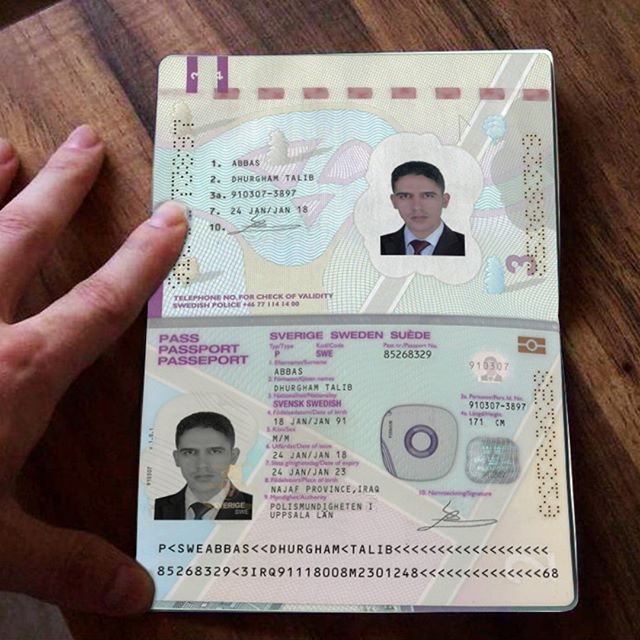 1. ABBAS
2. DHURGHAM TALIB
3a. 910307-3897
7. 24 JAN/JAN 18
10.
TELEPHONE NO. FOR CHECK OF VALIDITY
SWEDISH POLICE +46 77 114 14 00
3
PASS
PASSPORT
PASSEPORT
SVERIGE SWEDEN SUÈDE
Typ/Type Kod/Code Pass nr/Passport No.
P SWE 85268329
1. Efternamn/Surname
ABBAS
2. Förnamn/Given names
DHURGHAM TALIB
3. Nationalitet/Nationality
SVENSK SWEDISH
4. Födelsedatum/Date of birth
18 JAN/JAN 91
5. Kön/Sex
M/M
6. Utfärdat/Date of issue
24 JAN/JAN 18
7. Sista giltighetsdag/Date of expiry
24 JAN/JAN 23
8. Födelseort/Place of birth
NAJAF PROVINCE,IRAQ
9. Myndighet/Authority
POLISMUNDIGHETEN I
UPPSALA LÄN
910307
3a. Personnr/Pers.Id. No.
910307-3897
4a. Längd/Height
171 CM
10. Namnteckning/Signature
SVERIGE
SWE
P<SWEABBAS<<DHURGHAM<TALIB<<<<<<<<<<<<<<<<<<
85268329<3IRQ91118008M2301248<<<<<<<<<<<<<<68